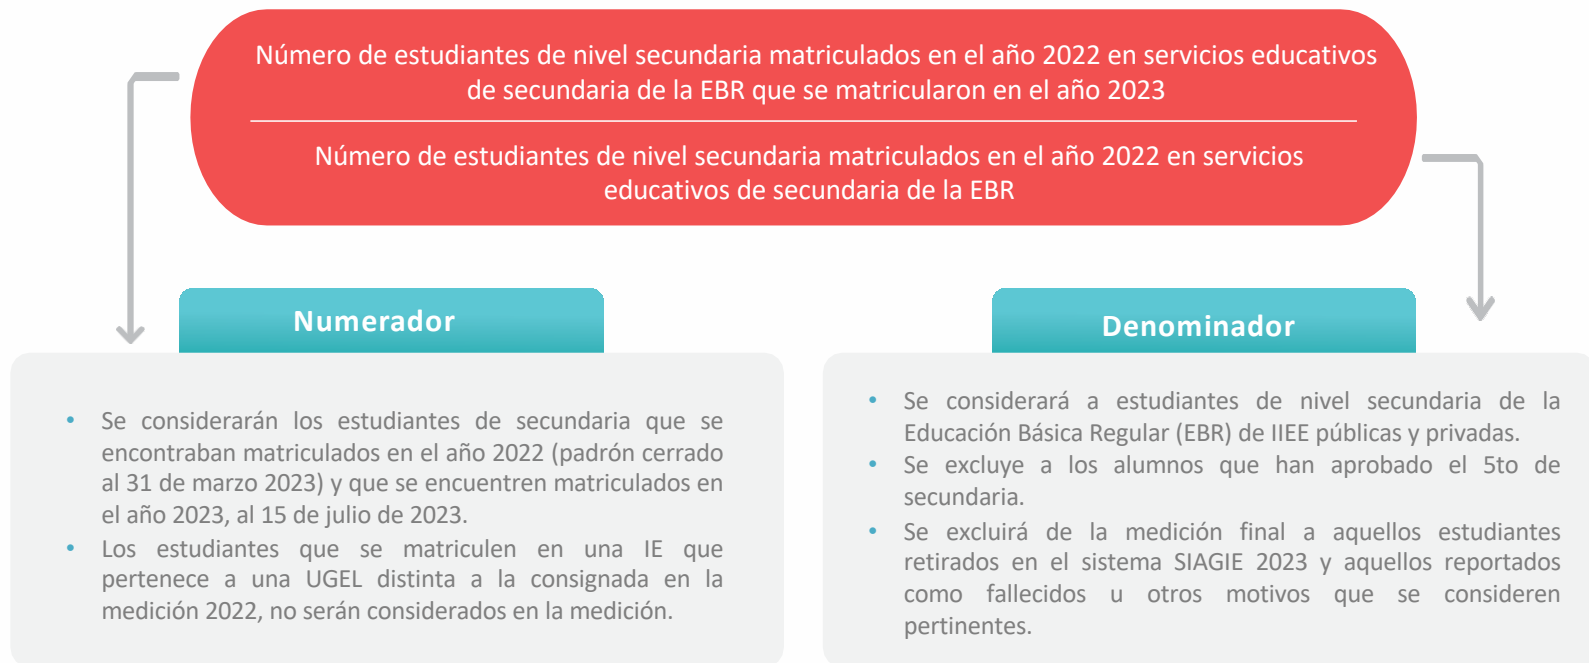 Número de estudiantes de nivel secundaria matriculados en el año 2022 en servicios educativos
de secundaria de la EBR que se matricularon en el año 2023
Número de estudiantes de nivel secundaria matriculados en el año 2022 en servicios
educativos de secundaria de la EBR
Numerador
• Se considerarán los estudiantes de secundaria que se
encontraban matriculados en el año 2022 (padrón cerrado
al 31 de marzo 2023) y que se encuentren matriculados en
el año 2023, al 15 de julio de 2023.
• Los estudiantes que se matriculen en una IE que
pertenece a una UGEL distinta a la consignada en la
medición 2022, no serán considerados en la medición.
Denominador
• Se considerará a estudiantes de nivel secundaria de la
Educación Básica Regular (EBR) de IIEE públicas y privadas.
• Se excluye a los alumnos que han aprobado el 5to de
secundaria.
• Se excluirá de la medición final a aquellos estudiantes
retirados en el sistema SIAGIE 2023 y aquellos reportados
como fallecidos u otros motivos que se consideren
pertinentes.